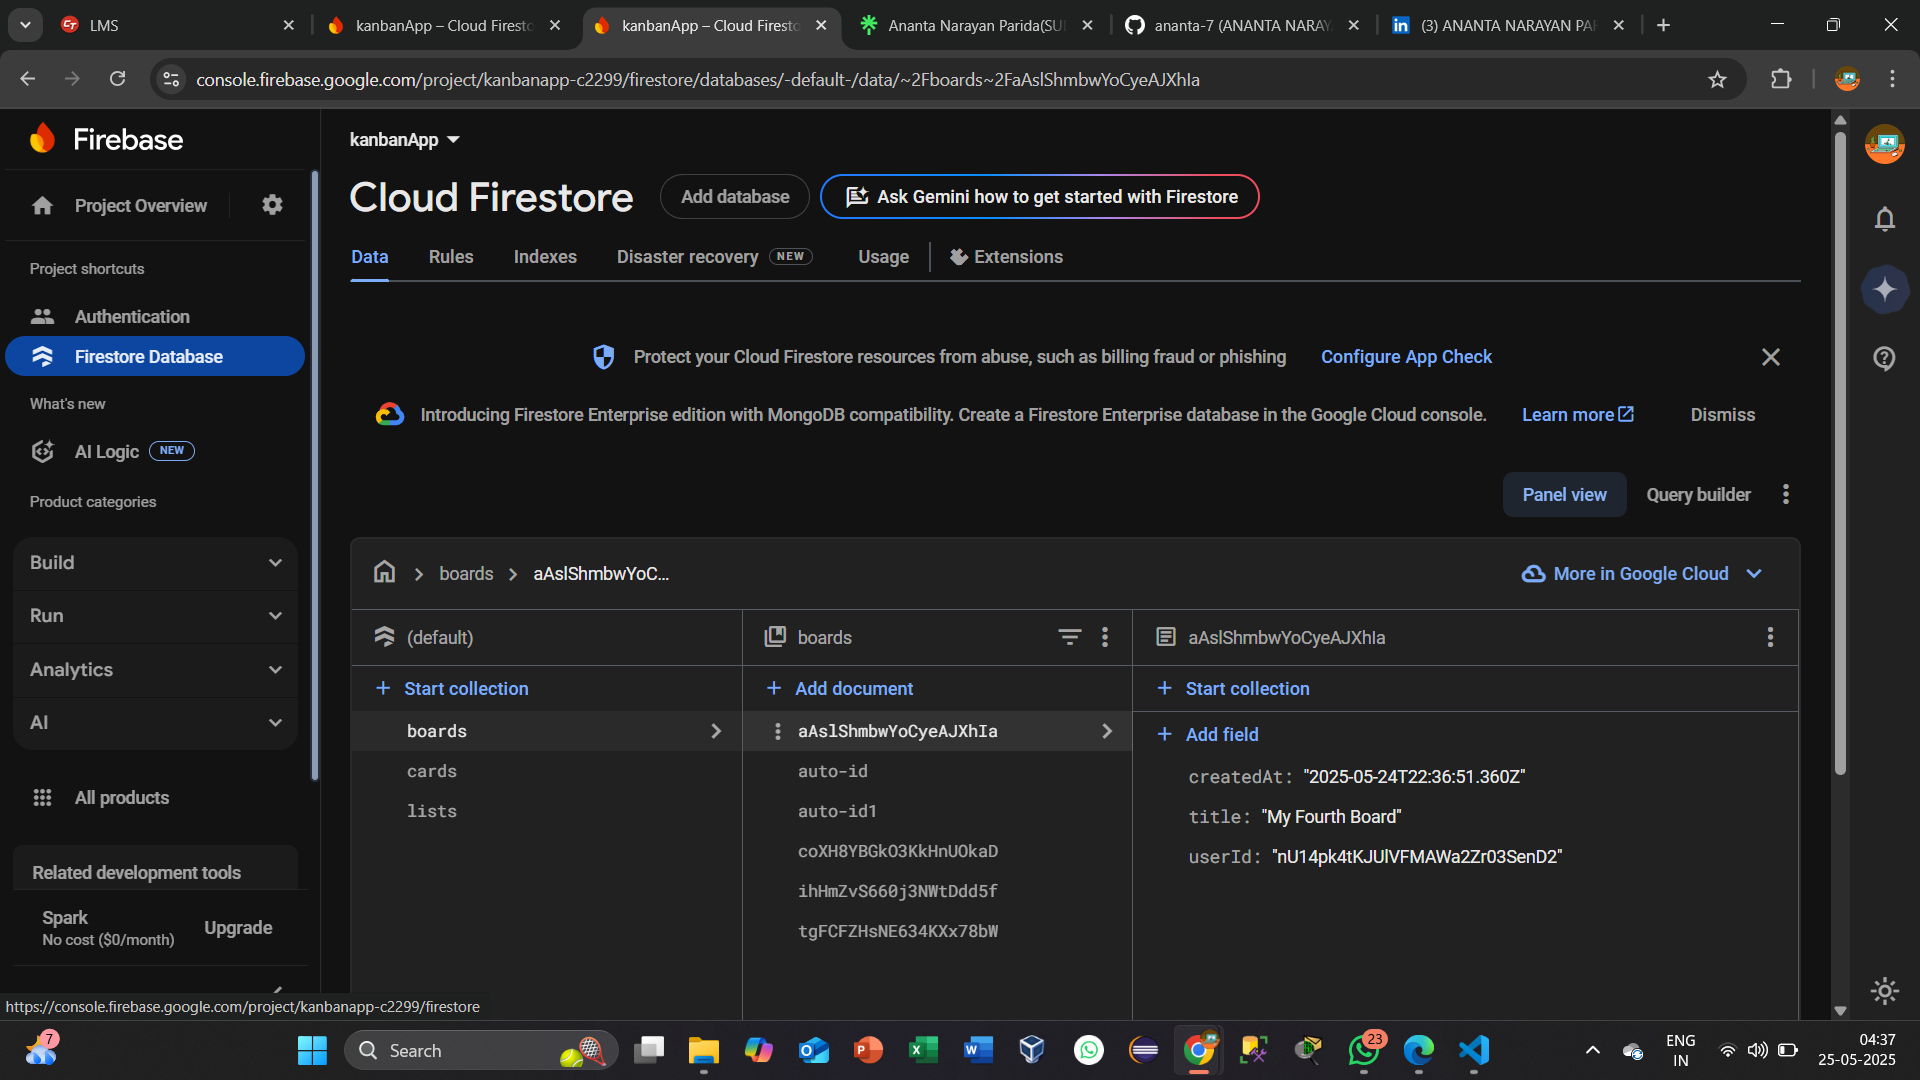 LMS
kanbanApp – Cloud Firesto
kanbanApp – Cloud Firesto
Ananta Narayan Parida(SUI
ananta-7 (ANANTA NARAY
(3) ANANTA NARAYAN PAR
console.firebase.google.com/project/kanbanapp-c2299/firestore/databases/-default-/data/~2Fboards~2FaAslShmbwYoCyeAJXhIa
Firebase
kanbanApp
Project Overview
Cloud Firestore
Add database
Ask Gemini how to get started with Firestore
Data
Rules
Indexes
Disaster recovery NEW
Usage
Extensions
Project shortcuts
Authentication
Firestore Database
What's new
AI Logic NEW
Product categories
Build
Run
Analytics
AI
All products
Related development tools
Spark
No cost ($0/month)
Upgrade
Protect your Cloud Firestore resources from abuse, such as billing fraud or phishing
Configure App Check
Introducing Firestore Enterprise edition with MongoDB compatibility. Create a Firestore Enterprise database in the Google Cloud console.
Learn more
Dismiss
Panel view
Query builder
boards
aAslShmbwYoC...
More in Google Cloud
(default)
Start collection
boards
cards
lists
boards
Add document
aAslShmbwYoCyeAJXhIa
auto-id
auto-id1
coXH8YBGkO3KkHnUOkaD
ihHmZvS660j3NWtDdd5f
tgFCFZHsNE634KXx78bW
aAslShmbwYoCyeAJXhIa
Start collection
Add field
createdAt: "2025-05-24T22:36:51.360Z"
title: "My Fourth Board"
userId: "nU14pk4tKJUlVFMAWa2Zr03SenD2"
https://console.firebase.google.com/project/kanbanapp-c2299/firestore
7
Search
23
ENG
IN
04:37
25-05-2025